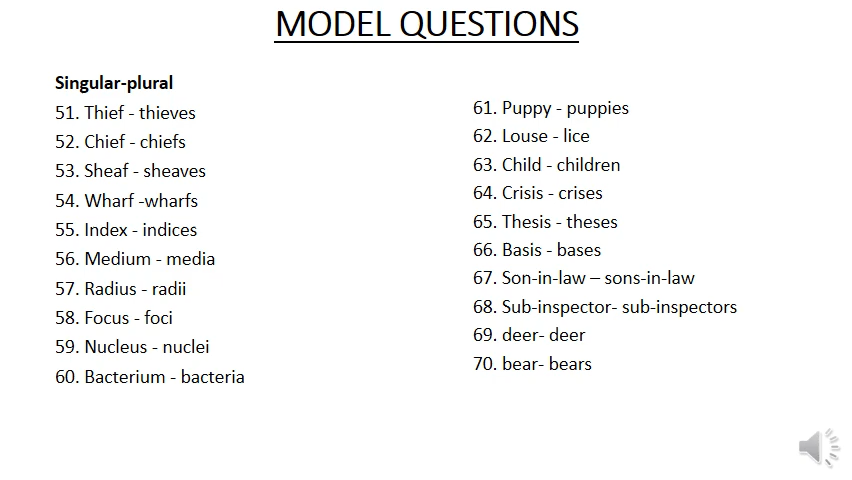 MODEL QUESTIONS
Singular-plural
51. Thief - thieves
52. Chief - chiefs
53. Sheaf - sheaves
54. Wharf -wharfs
55. Index - indices
56. Medium - media
57. Radius - radii
58. Focus - foci
59. Nucleus - nuclei
60. Bacterium - bacteria
61. Puppy - puppies
62. Louse - lice
63. Child - children
64. Crisis - crises
65. Thesis - theses
66. Basis - bases
67. Son-in-law – sons-in-law
68. Sub-inspector- sub-inspectors
69. deer- deer
70. bear- bears